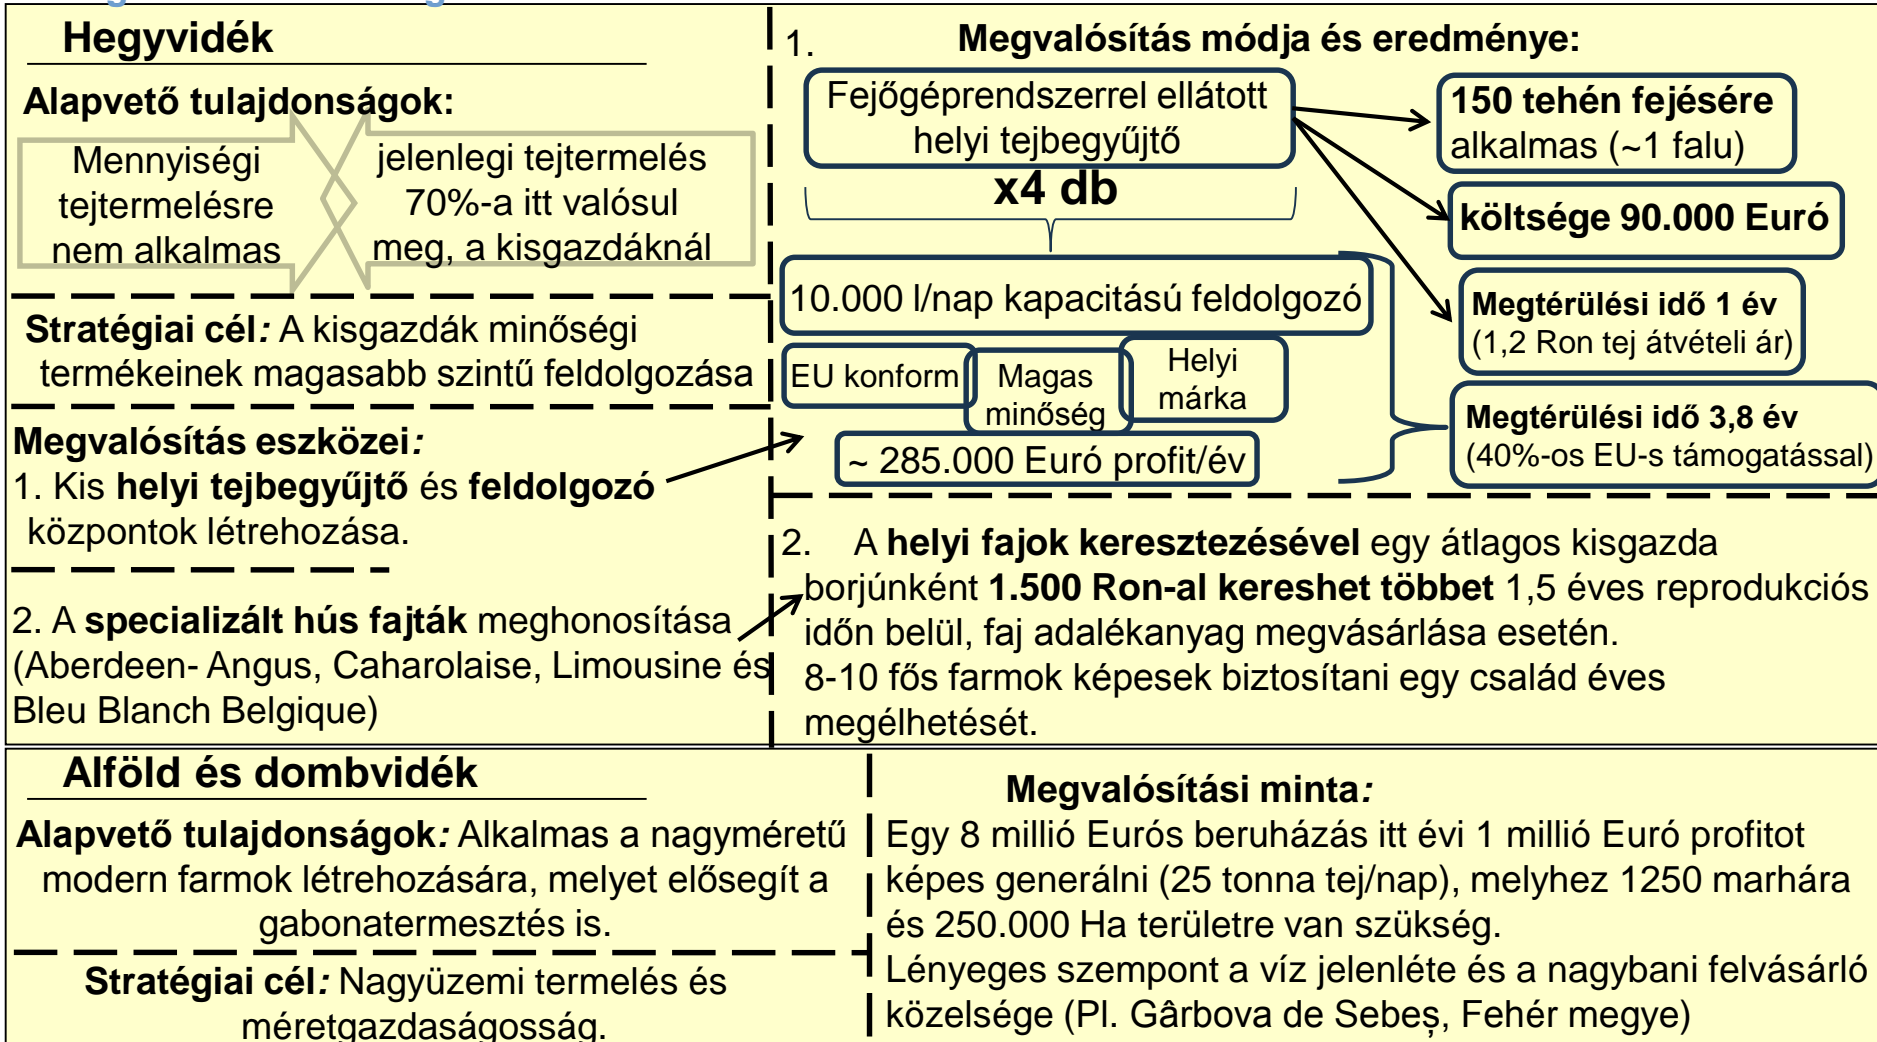 Hegyvidék
Alapvető tulajdonságok:
Mennyiségi
tejtermelésre
nem alkalmas
jelenlegi tejtermelés
70%-a itt valósul
meg, a kisgazdáknál
Stratégiai cél: A kisgazdák minőségi
termékeinek magasabb szintű feldolgozása
Megvalósítás eszközei:
1. Kis helyi tejbegyűjtő és feldolgozó
központok létrehozása.
2. A specializált hús fajták meghonosítása
(Aberdeen- Angus, Caharolaise, Limousine és
Bleu Blanch Belgique)
1. Megvalósítás módja és eredménye:
Fejőgéprendszerrel ellátott
helyi tejbegyűjtő
x4 db
150 tehén fejésére
alkalmas (~1 falu)
költsége 90.000 Euró
Megtérülési idő 1 év
(1,2 Ron tej átvételi ár)
10.000 l/nap kapacitású feldolgozó
EU konform
Magas
minőség
Helyi
márka
~ 285.000 Euró profit/év
Megtérülési idő 3,8 év
(40%-os EU-s támogatással)
2. A helyi fajok keresztezésével egy átlagos kisgazda
borjúnként 1.500 Ron-al kereshet többet 1,5 éves reprodukciós
időn belül, faj adalékanyag megvásárlása esetén.
8-10 fős farmok képesek biztosítani egy család éves
megélhetését.
Alföld és dombvidék
Alapvető tulajdonságok: Alkalmas a nagyméretű
modern farmok létrehozására, melyet elősegít a
gabonatermesztés is.
Stratégiai cél: Nagyüzemi termelés és
méretgazdaságosság.
Megvalósítási minta:
Egy 8 millió Eurós beruházás itt évi 1 millió Euró profitot
képes generálni (25 tonna tej/nap), melyhez 1250 marhára
és 250.000 Ha területre van szükség.
Lényeges szempont a víz jelenléte és a nagybani felvásárló
közelsége (Pl. Gârbova de Sebeș, Fehér megye)